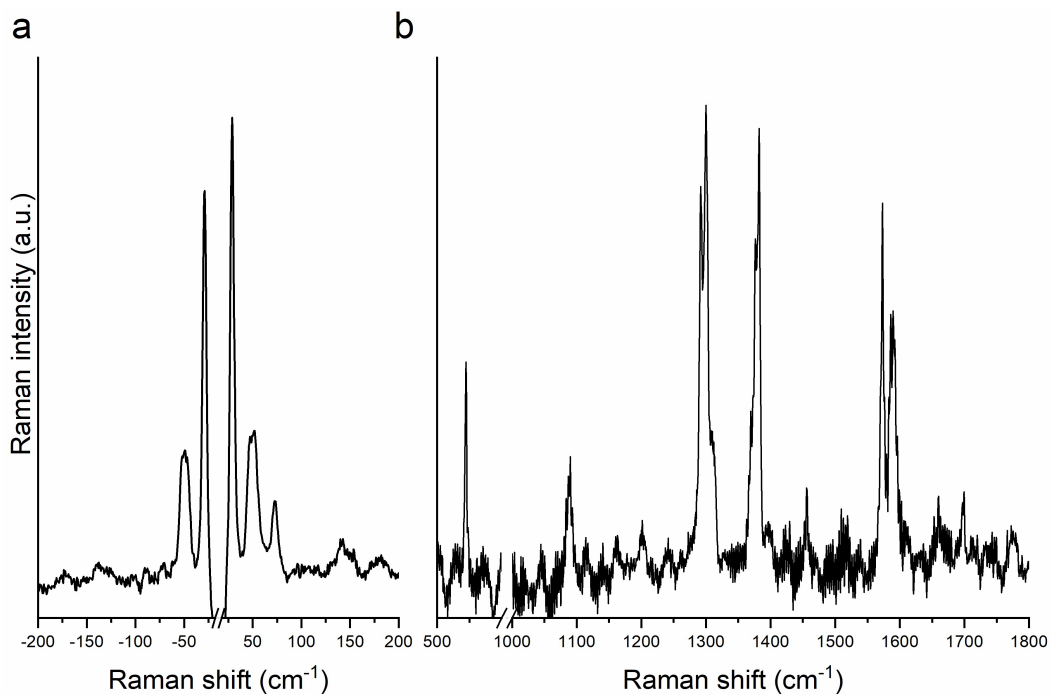 a
b
Raman intensity (a.u.)
-200 -150 -100 -50 50 100 150 200
500 1000 1100 1200 1300 1400 1500 1600 1700 1800
Raman shift (cm-1)
Raman shift (cm-1)